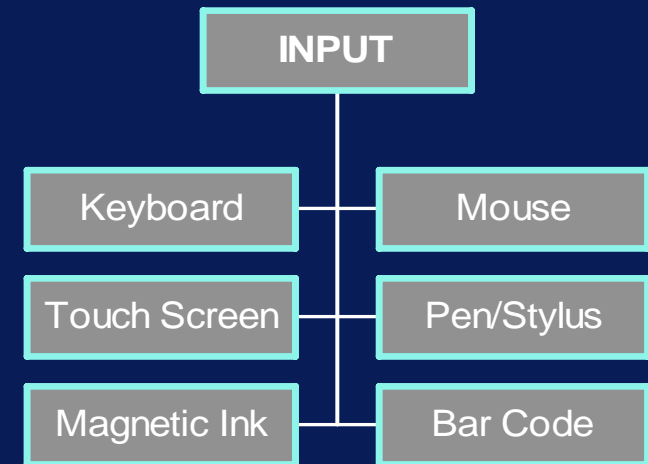 INPUT
Keyboard
Mouse
Touch Screen
Pen/Stylus
Magnetic Ink
Bar Code